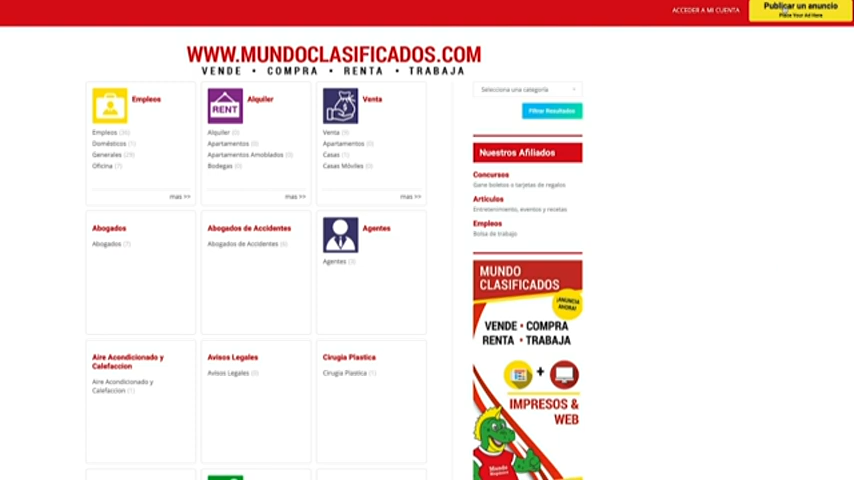 ACCEDER A MI CUENTA
Publicar un anuncio
Place Your Ad Here
WWW.MUNDOCLASIFICADOS.COM
VENDE • COMPRA • RENTA • TRABAJA
Empleos
Empleos (30)
Domésticos (1)
Generales (29)
Oficina (7)
mas >>
RENT
Alquiler
Alquiler (0)
Apartamentos (0)
Apartamentos Amoblados (0)
Bodegas (0)
mas >>
Venta
Venta (9)
Apartamentos (0)
Casas (1)
Casas Móviles (0)
mas >>
Abogados
Abogados (7)
Abogados de Accidentes
Abogados de Accidentes (6)
Agentes
Agentes (3)
Aire Acondicionado y
Calefaccion
Aire Acondicionado y
Calefaccion (1)
Avisos Legales
Avisos Legales (0)
Cirugia Plastica
Cirugia Plastica (1)
Selecciona una categoría
Filtrar Resultados
Nuestros Afiliados
Concursos
Gane boletos o tarjetas de regalos
Artículos
Entretenimiento, eventos y recetas
Empleos
Bolsa de trabajo
MUNDO
CLASIFICADOS
¡ANUNCIA
AHORA!
VENDE • COMPRA
RENTA • TRABAJA
+
IMPRESOS &
WEB
Mundo